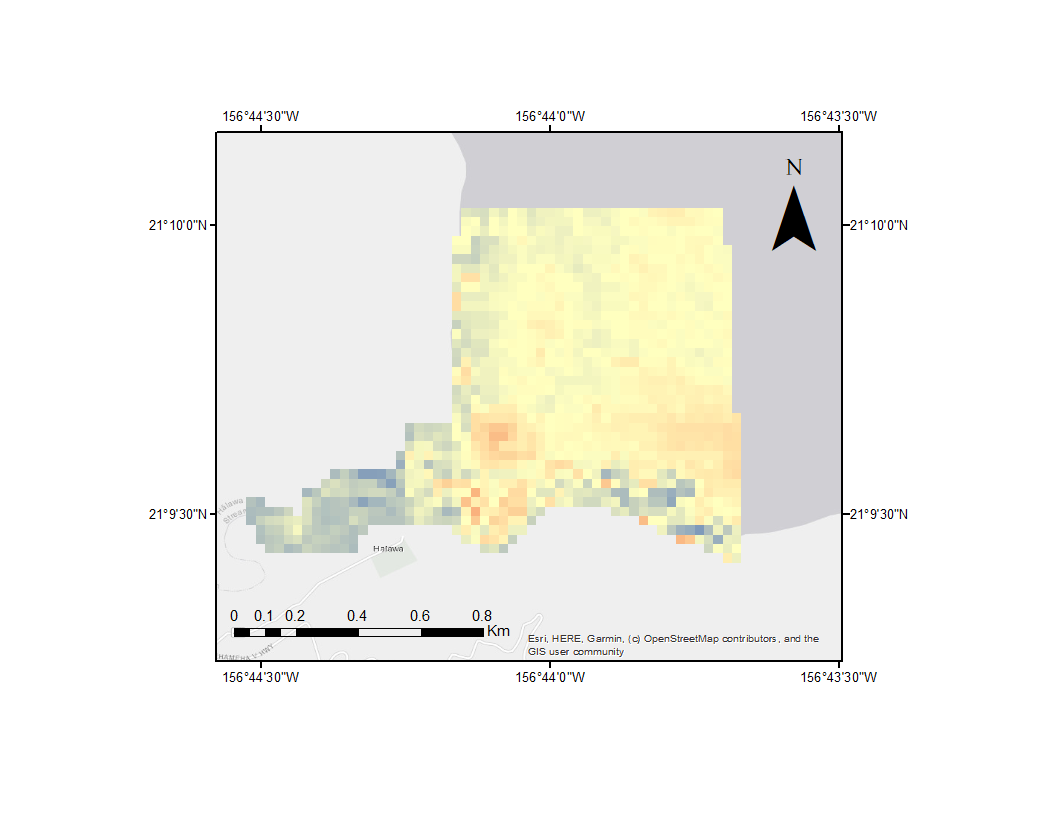 156°44'30"W 156°44'0"W 156°43'30"W
N
21°10'0"N 21°10'0"N
21°9'30"N 21°9'30"N
Halawa
Stream
Halawa
0 0.1 0.2 0.4 0.6 0.8
Km
Esri, HERE, Garmin, (c) OpenStreetMap contributors, and the
GIS user community
156°44'30"W 156°44'0"W 156°43'30"W